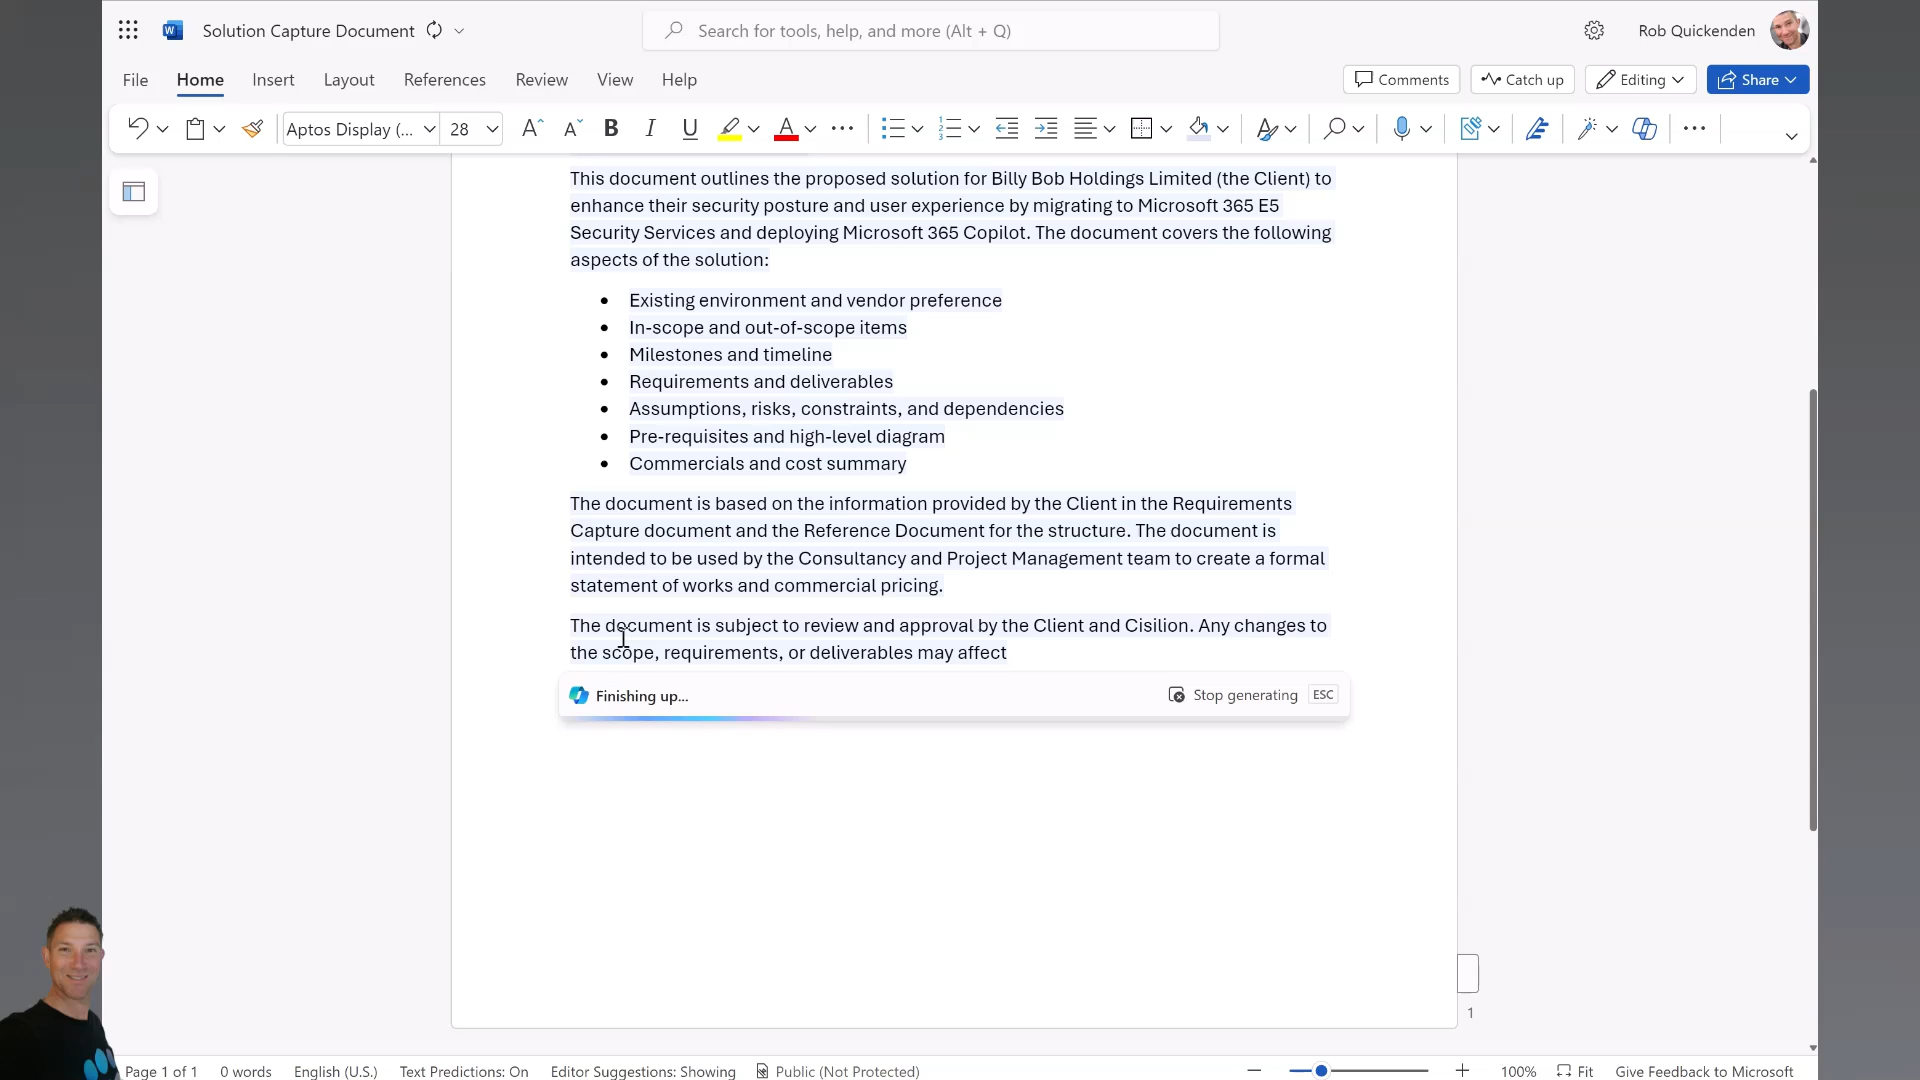 Solution Capture Document
Search for tools, help, and more (Alt + Q)
Rob Quickenden
File Home Insert Layout References Review View Help
Comments Catch up Editing Share
Aptos Display (... 28 A A B I U A
This document outlines the proposed solution for Billy Bob Holdings Limited (the Client) to
enhance their security posture and user experience by migrating to Microsoft 365 E5
Security Services and deploying Microsoft 365 Copilot. The document covers the following
aspects of the solution:
• Existing environment and vendor preference
• In-scope and out-of-scope items
• Milestones and timeline
• Requirements and deliverables
• Assumptions, risks, constraints, and dependencies
• Pre-requisites and high-level diagram
• Commercials and cost summary
The document is based on the information provided by the Client in the Requirements
Capture document and the Reference Document for the structure. The document is
intended to be used by the Consultancy and Project Management team to create a formal
statement of works and commercial pricing.
The document is subject to review and approval by the Client and Cisilion. Any changes to
the scope, requirements, or deliverables may affect
Finishing up... Stop generating ESC
1
Page 1 of 1 0 words English (U.S.) Text Predictions: On Editor Suggestions: Showing Public (Not Protected) 100% Fit Give Feedback to Microsoft